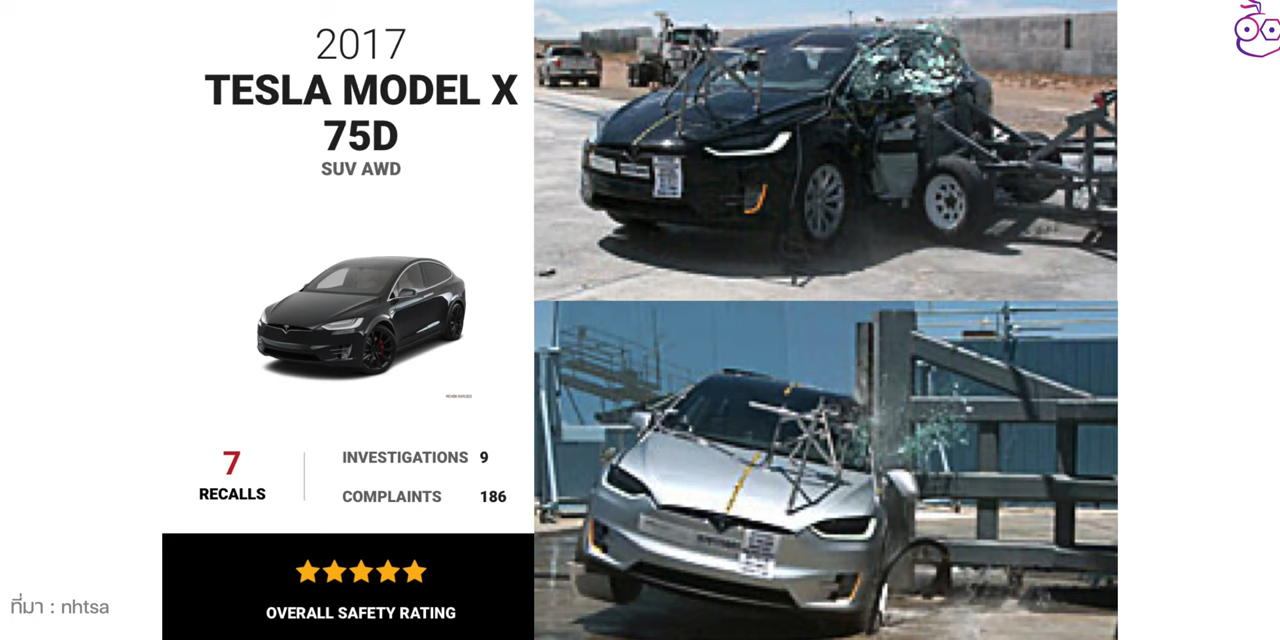 2017
TESLA MODEL X
75D
SUV AWD
7
RECALLS
INVESTIGATIONS 9
COMPLAINTS 186
OVERALL SAFETY RATING
ที่มา : nhtsa